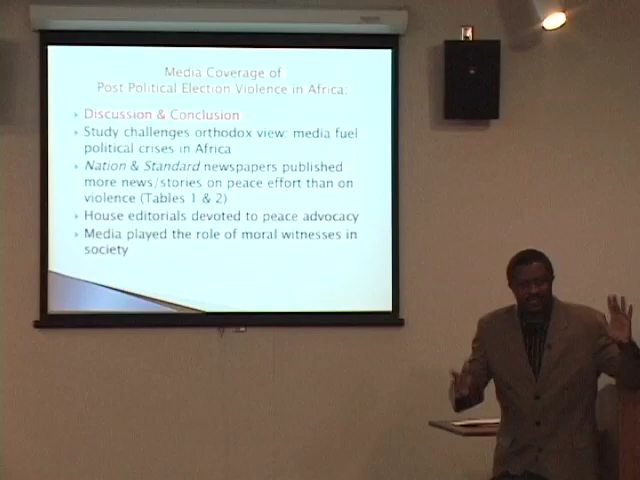 Media Coverage of
Post Political Election Violence in Africa:
Discussion & Conclusion
Study challenges orthodox view: media fuel
political crises in Africa
Nation & Standard newspapers published
more news/stories on peace effort than on
violence (Tables 1 & 2)
House editorials devoted to peace advocacy
Media played the role of moral witnesses in
society